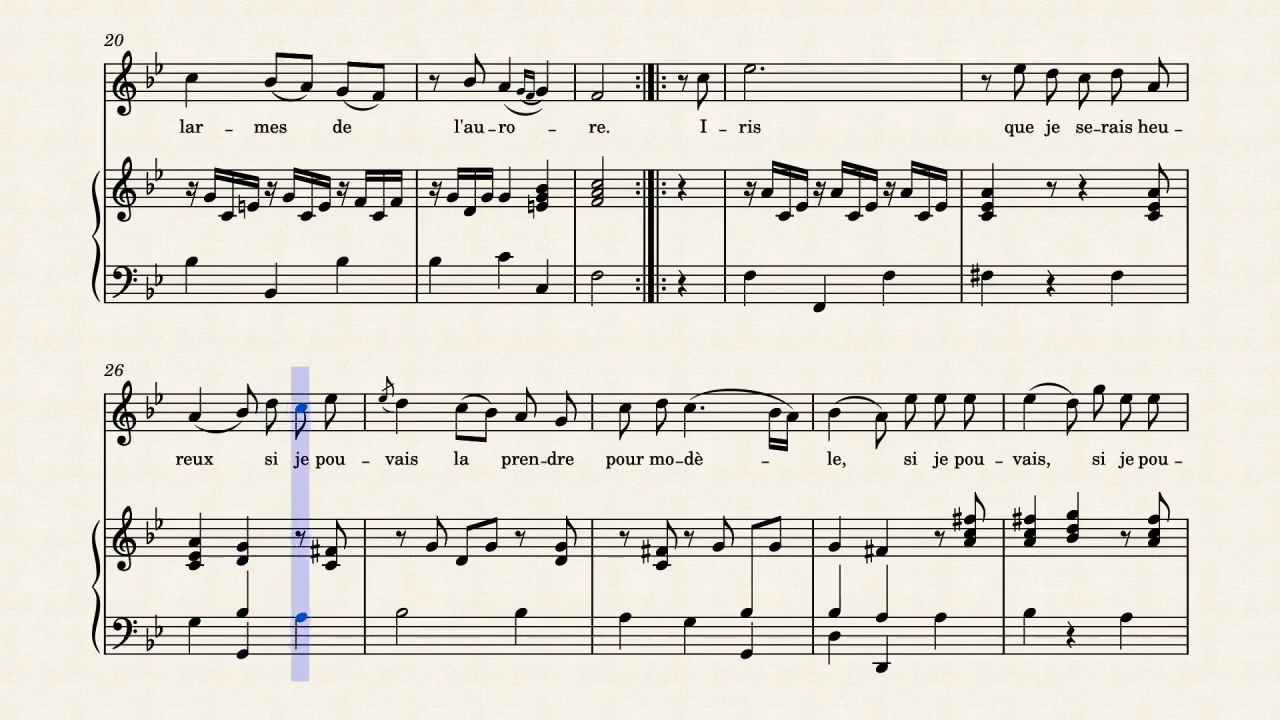 20
lar - mes de l'au - ro - re. I - ris que je se - rais heu -
26
reux si je pou - vais la pren - dre pour mo - dè - le, si je pou - vais, si je pou -